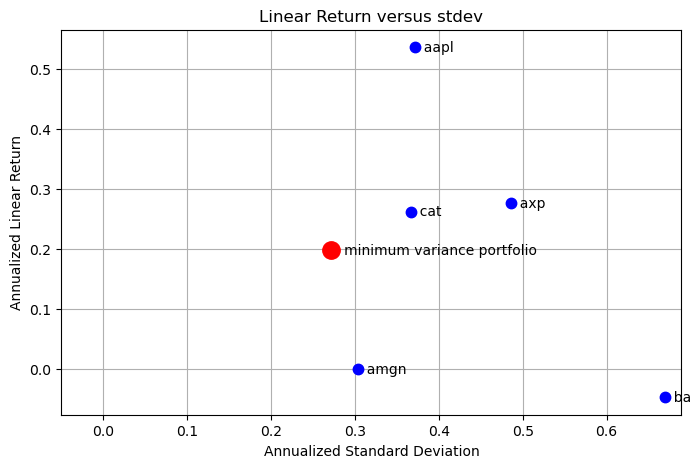 Linear Return versus stdev
aapl
axp
cat
minimum variance portfolio
amgn
ba
0.5
0.4
0.3
0.2
0.1
0.0
Annualized Linear Return
0.0 0.1 0.2 0.3 0.4 0.5 0.6
Annualized Standard Deviation